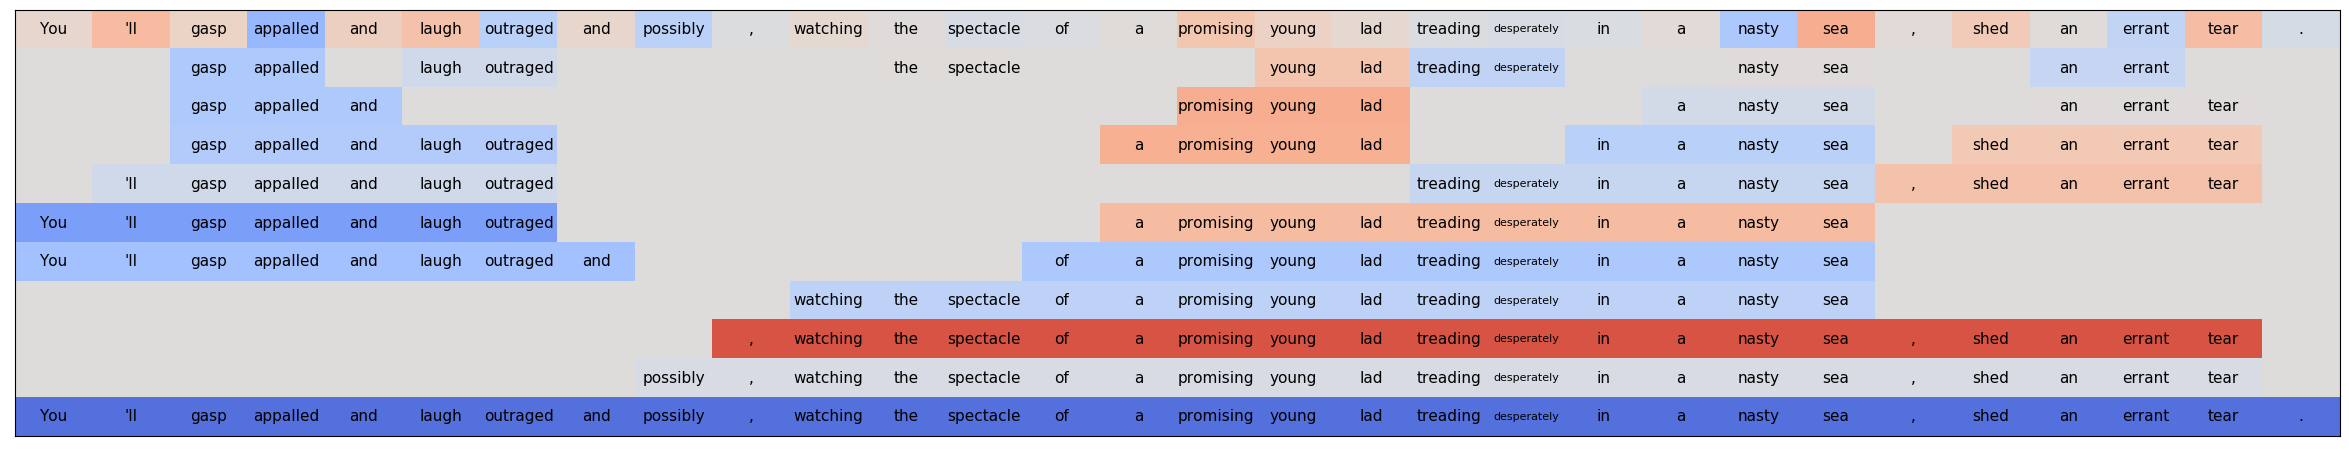 You 'll gasp appalled and laugh outraged and possibly , watching the spectacle of a promising young lad treading desperately in a nasty sea , shed an errant tear .
gasp appalled laugh outraged the spectacle young lad treading desperately nasty sea an errant
gasp appalled and promising young lad a nasty sea an errant tear
gasp appalled and laugh outraged a promising young lad in a nasty sea shed an errant tear
'll gasp appalled and laugh outraged treading desperately in a nasty sea , shed an errant tear
You 'll gasp appalled and laugh outraged a promising young lad treading desperately in a nasty sea
You 'll gasp appalled and laugh outraged and of a promising young lad treading desperately in a nasty sea
watching the spectacle of a promising young lad treading desperately in a nasty sea
, watching the spectacle of a promising young lad treading desperately in a nasty sea , shed an errant tear
possibly , watching the spectacle of a promising young lad treading desperately in a nasty sea , shed an errant tear
You 'll gasp appalled and laugh outraged and possibly , watching the spectacle of a promising young lad treading desperately in a nasty sea , shed an errant tear .